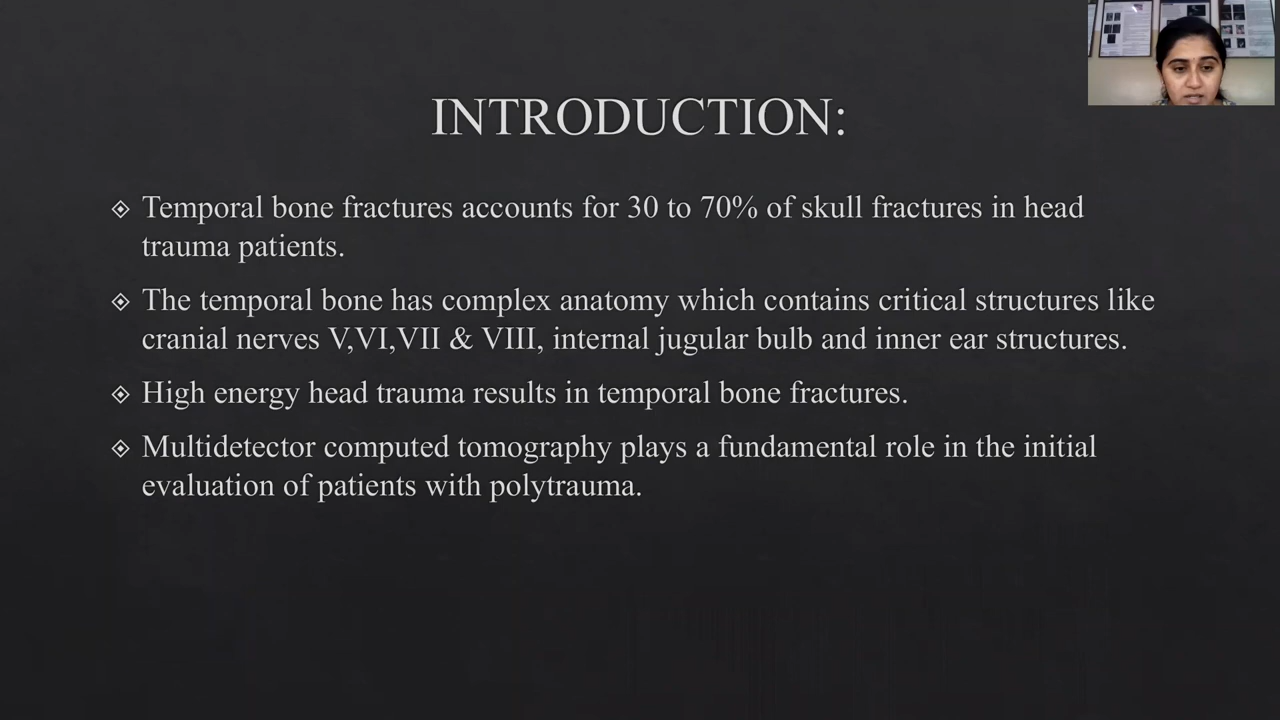 INTRODUCTION:
Temporal bone fractures accounts for 30 to 70% of skull fractures in head
trauma patients.
The temporal bone has complex anatomy which contains critical structures like
cranial nerves V,VI,VII & VIII, internal jugular bulb and inner ear structures.
High energy head trauma results in temporal bone fractures.
Multidetector computed tomography plays a fundamental role in the initial
evaluation of patients with polytrauma.